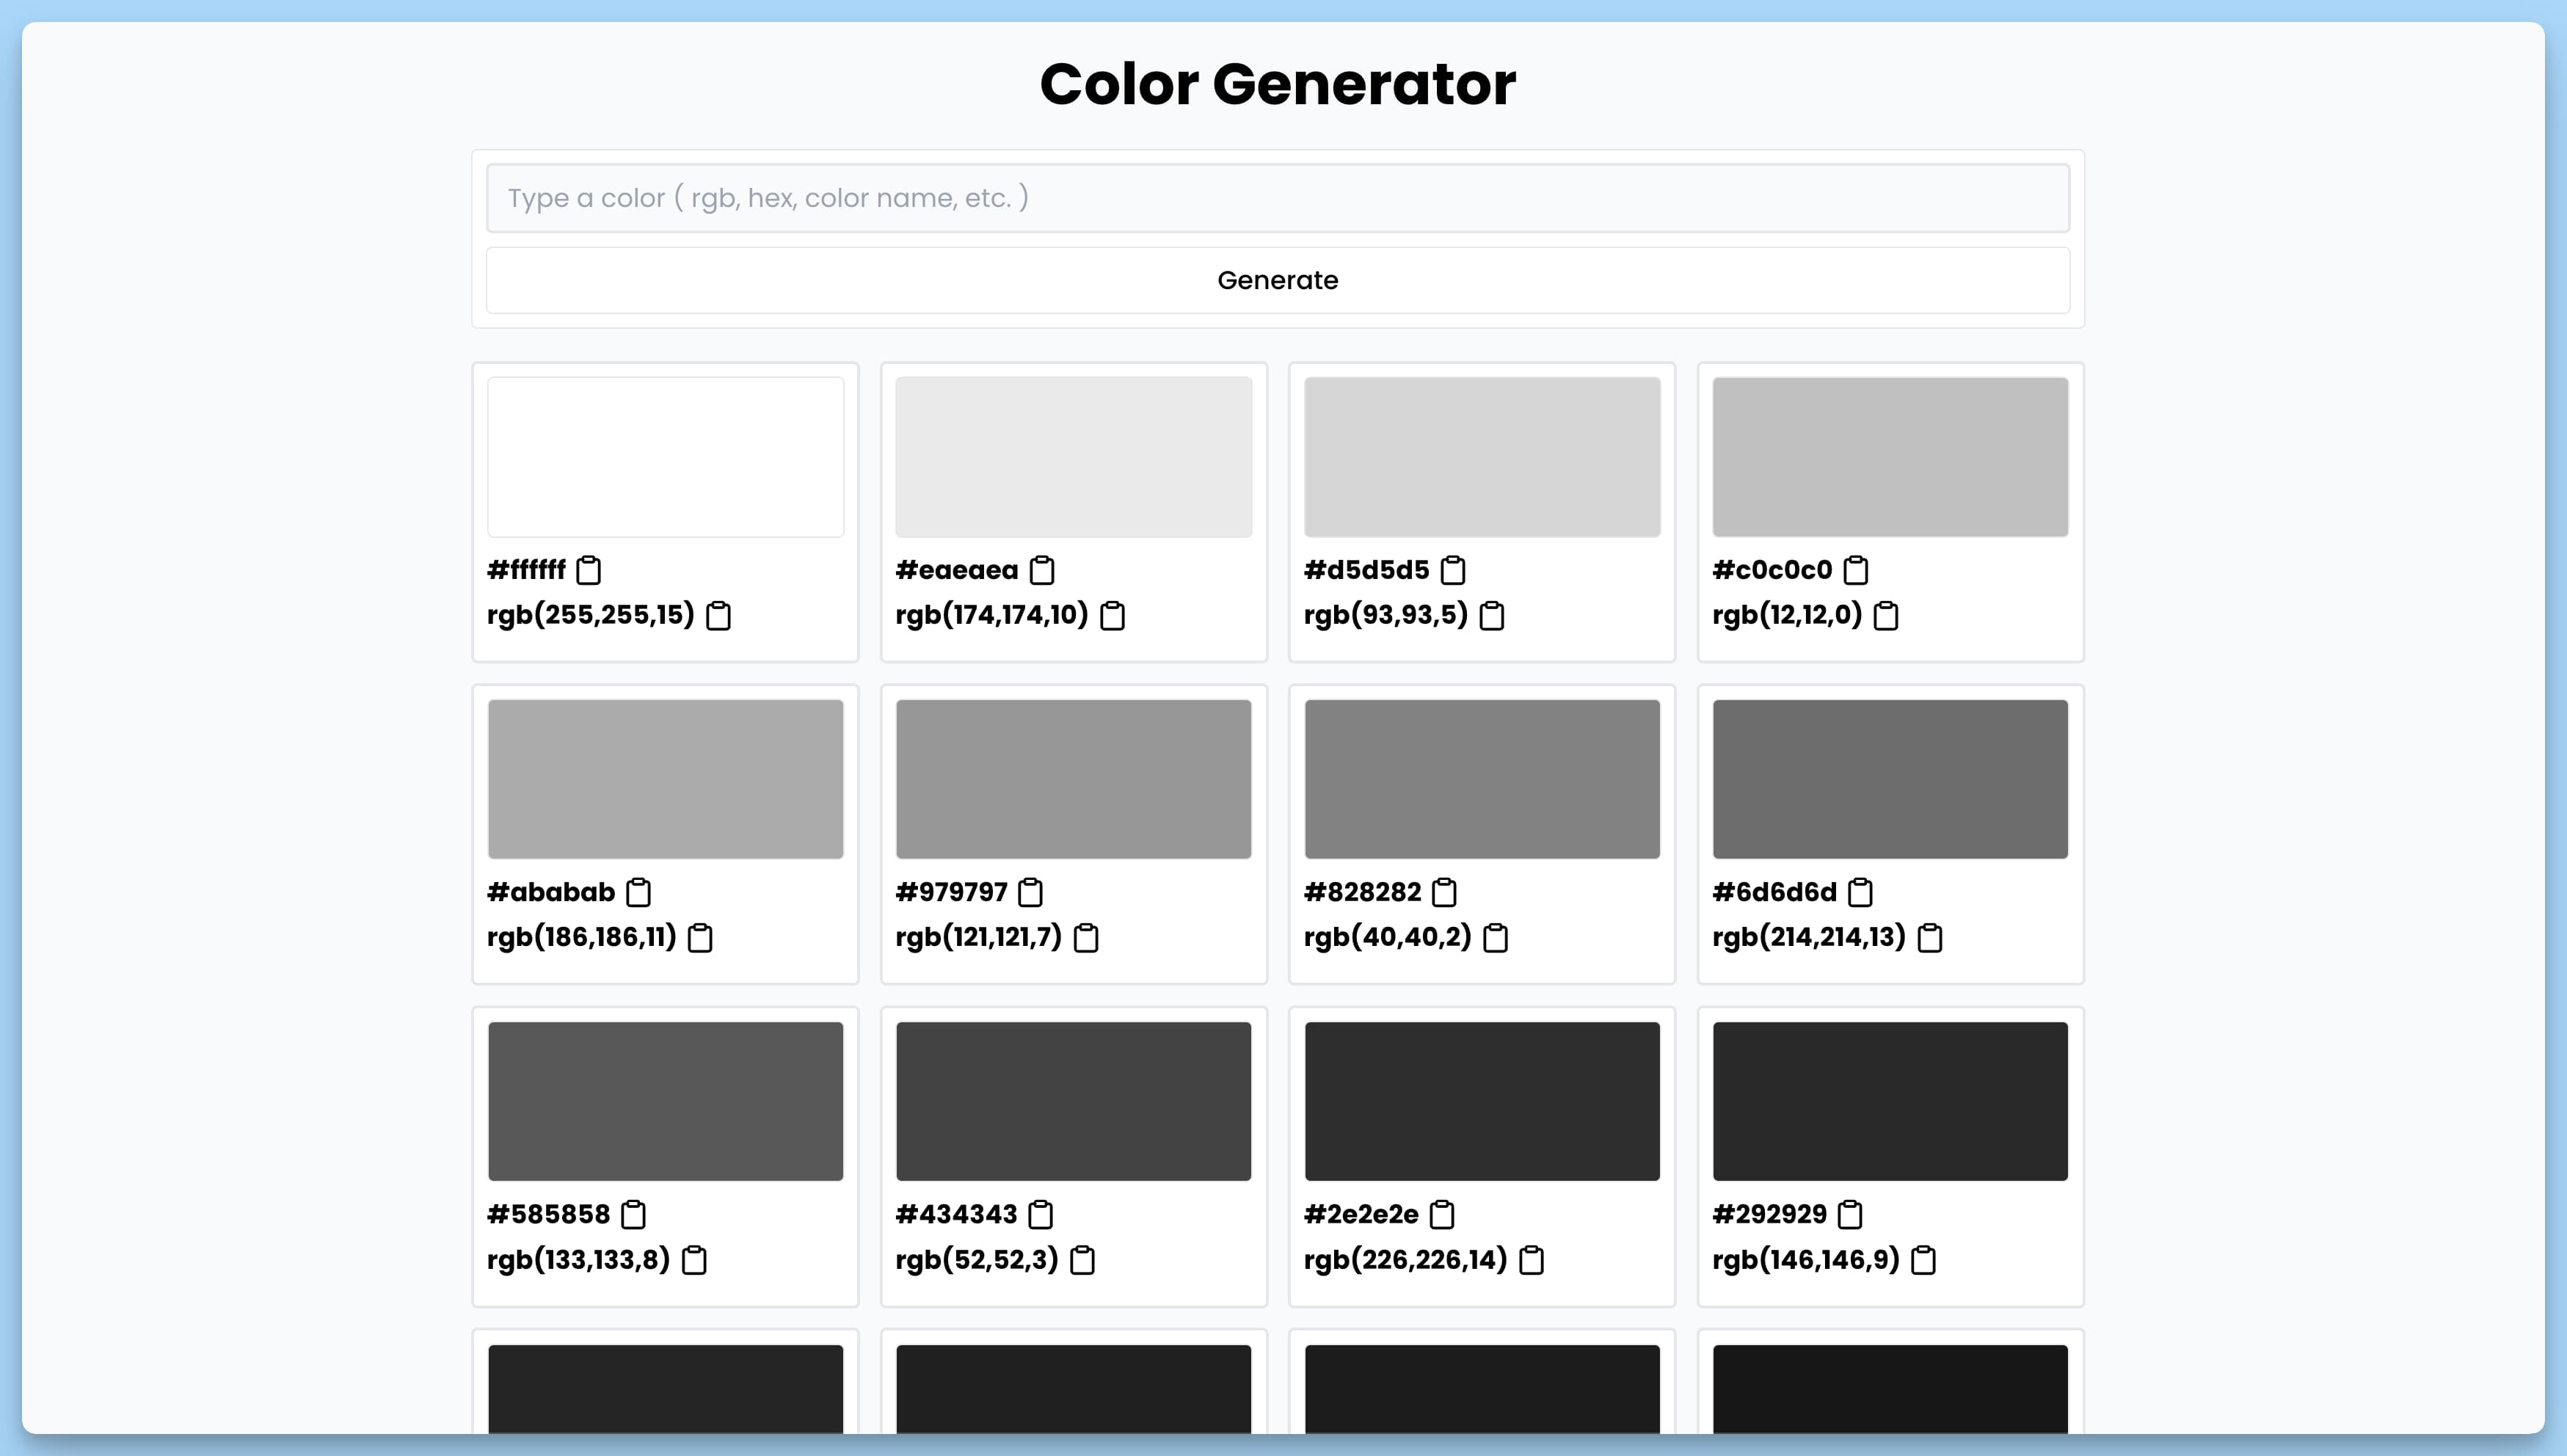 Color Generator
Type a color ( rgb, hex, color name, etc. )
Generate
#ffffff
rgb(255,255,15)
#eaeaea
rgb(174,174,10)
#d5d5d5
rgb(93,93,5)
#c0c0c0
rgb(12,12,0)
#ababab
rgb(186,186,11)
#979797
rgb(121,121,7)
#828282
rgb(40,40,2)
#6d6d6d
rgb(214,214,13)
#585858
rgb(133,133,8)
#434343
rgb(52,52,3)
#2e2e2e
rgb(226,226,14)
#292929
rgb(146,146,9)